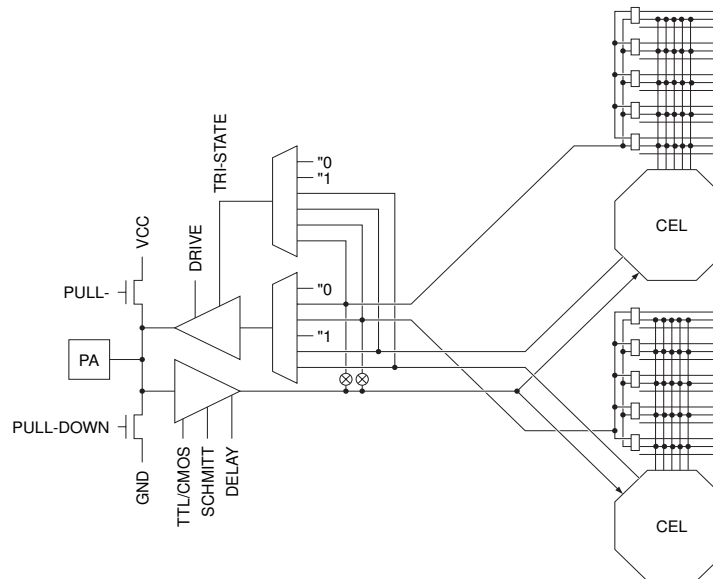 TRI-STATE
"0
"1
CEL
VCC
DRIVE
PULL-
"0
"1
PA
PULL-DOWN
GND
TTL/CMOS
SCHMITT
DELAY
CEL